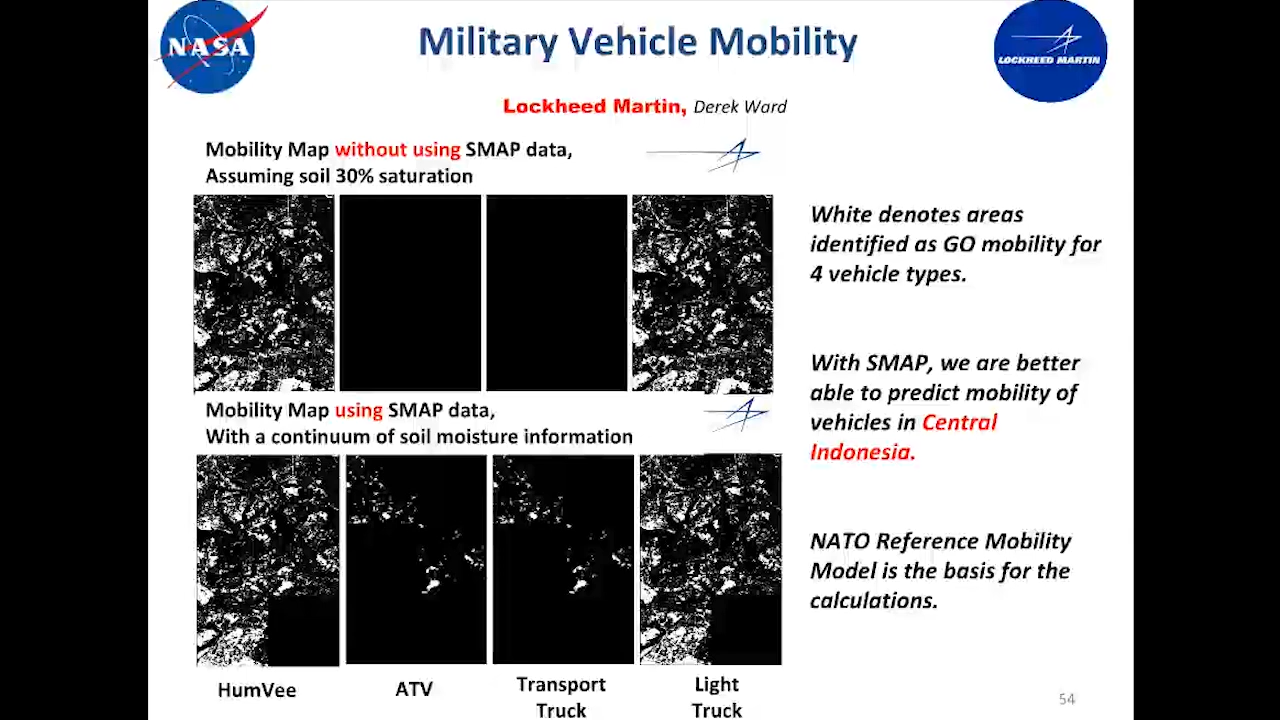 NASA
Military Vehicle Mobility
LOCKHEED MARTIN
Lockheed Martin, Derek Ward
Mobility Map without using SMAP data,
Assuming soil 30% saturation
White denotes areas
identified as GO mobility for
4 vehicle types.
With SMAP, we are better
able to predict mobility of
vehicles in Central
Indonesia.
Mobility Map using SMAP data,
With a continuum of soil moisture information
NATO Reference Mobility
Model is the basis for the
calculations.
HumVee
ATV
Transport
Truck
Light
Truck
54